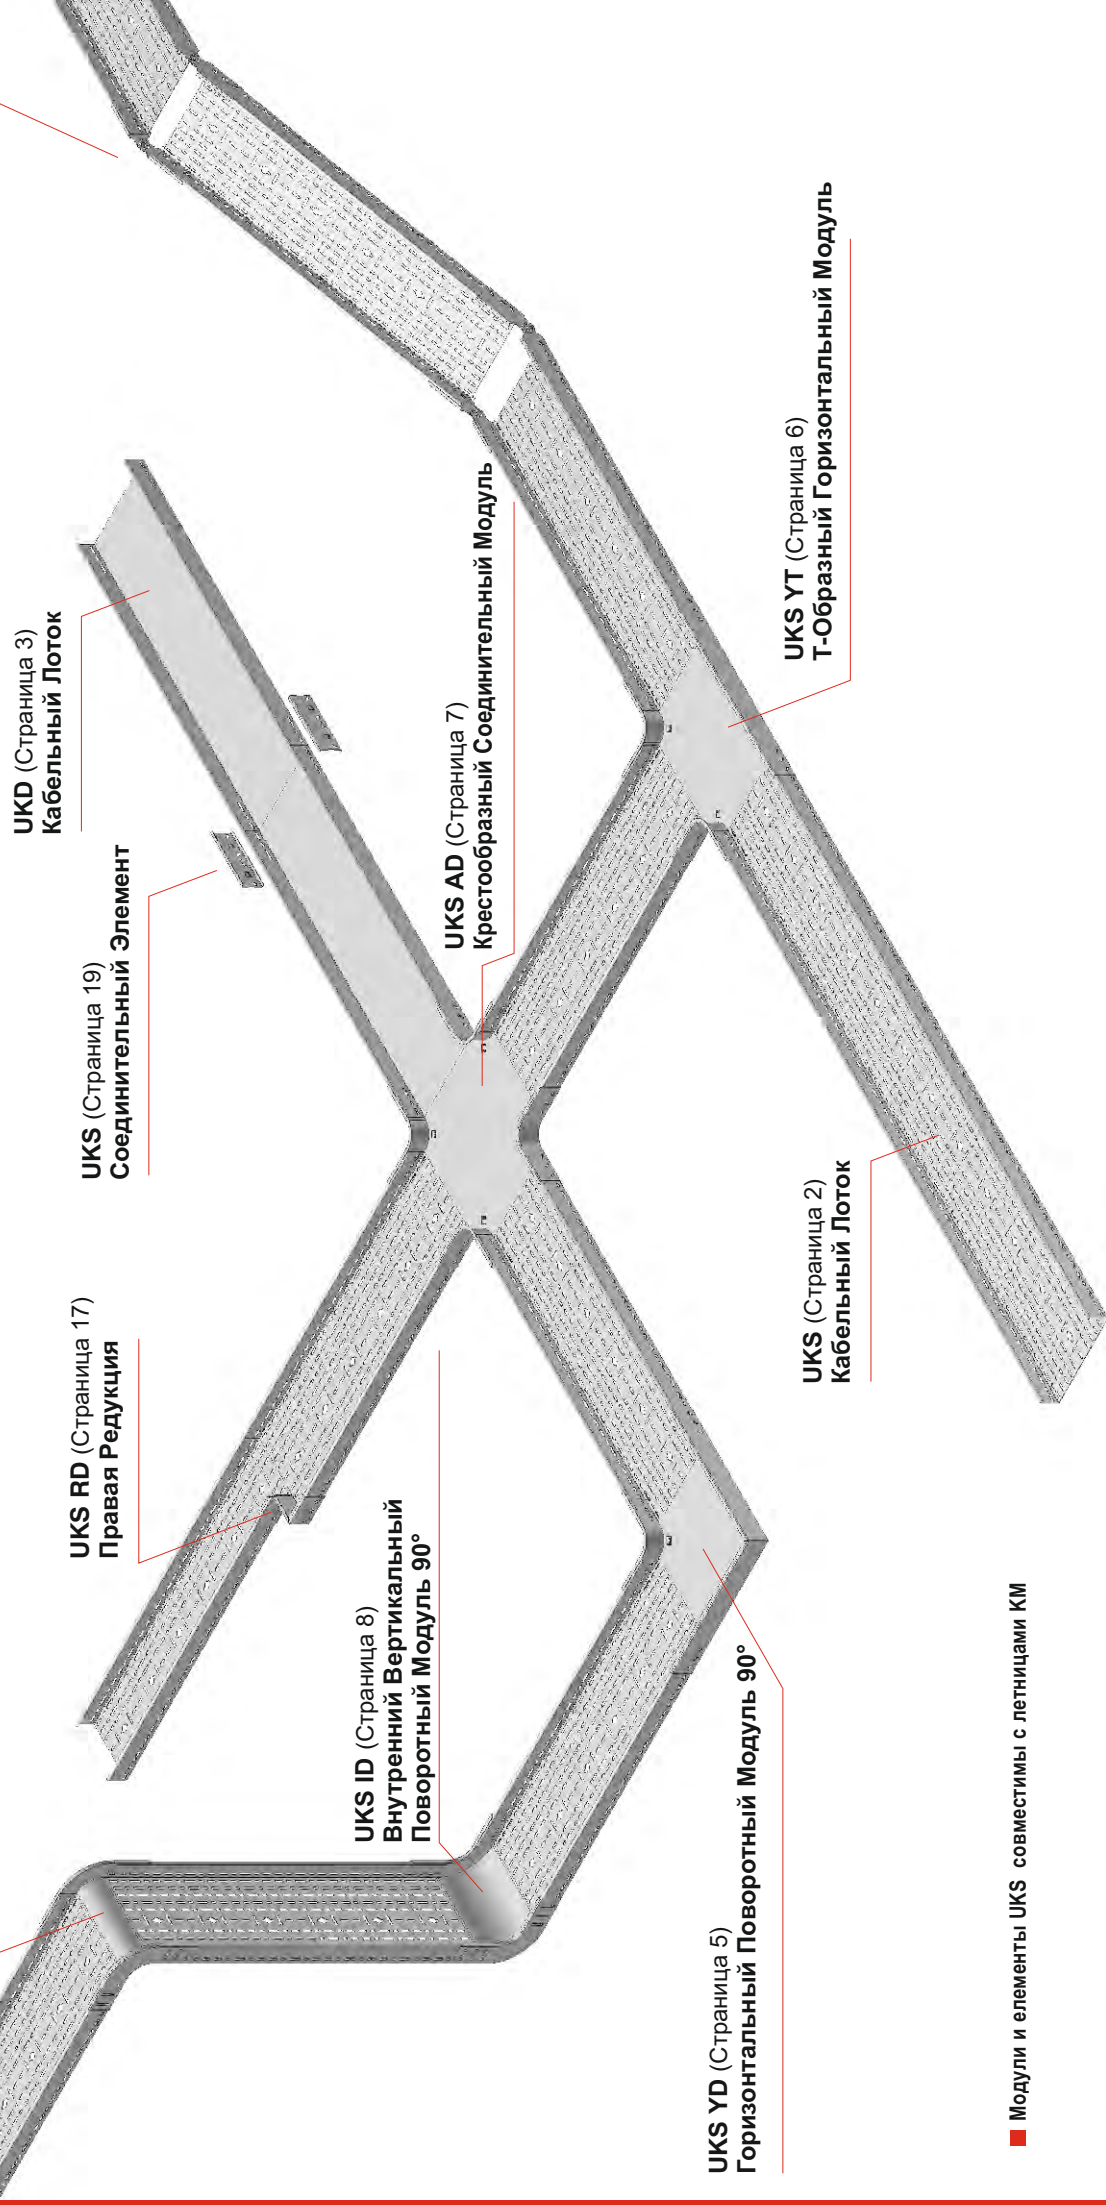 UKD (Страница 3)
Кабельный Лоток
UKS (Страница 19)
Соединительный Элемент
UKS RD (Страница 17)
Правая Редукция
UKS AD (Страница 7)
Крестообразный Соединительный Модуль
UKS ID (Страница 8)
Внутренний Вертикальный
Поворотный Модуль 90°
UKS YT (Страница 6)
Т-Образный Горизонтальный Модуль
UKS (Страница 2)
Кабельный Лоток
UKS YD (Страница 5)
Горизонтальный Поворотный Модуль 90°
Модули и елементы UKS совместимы с летницами КМ